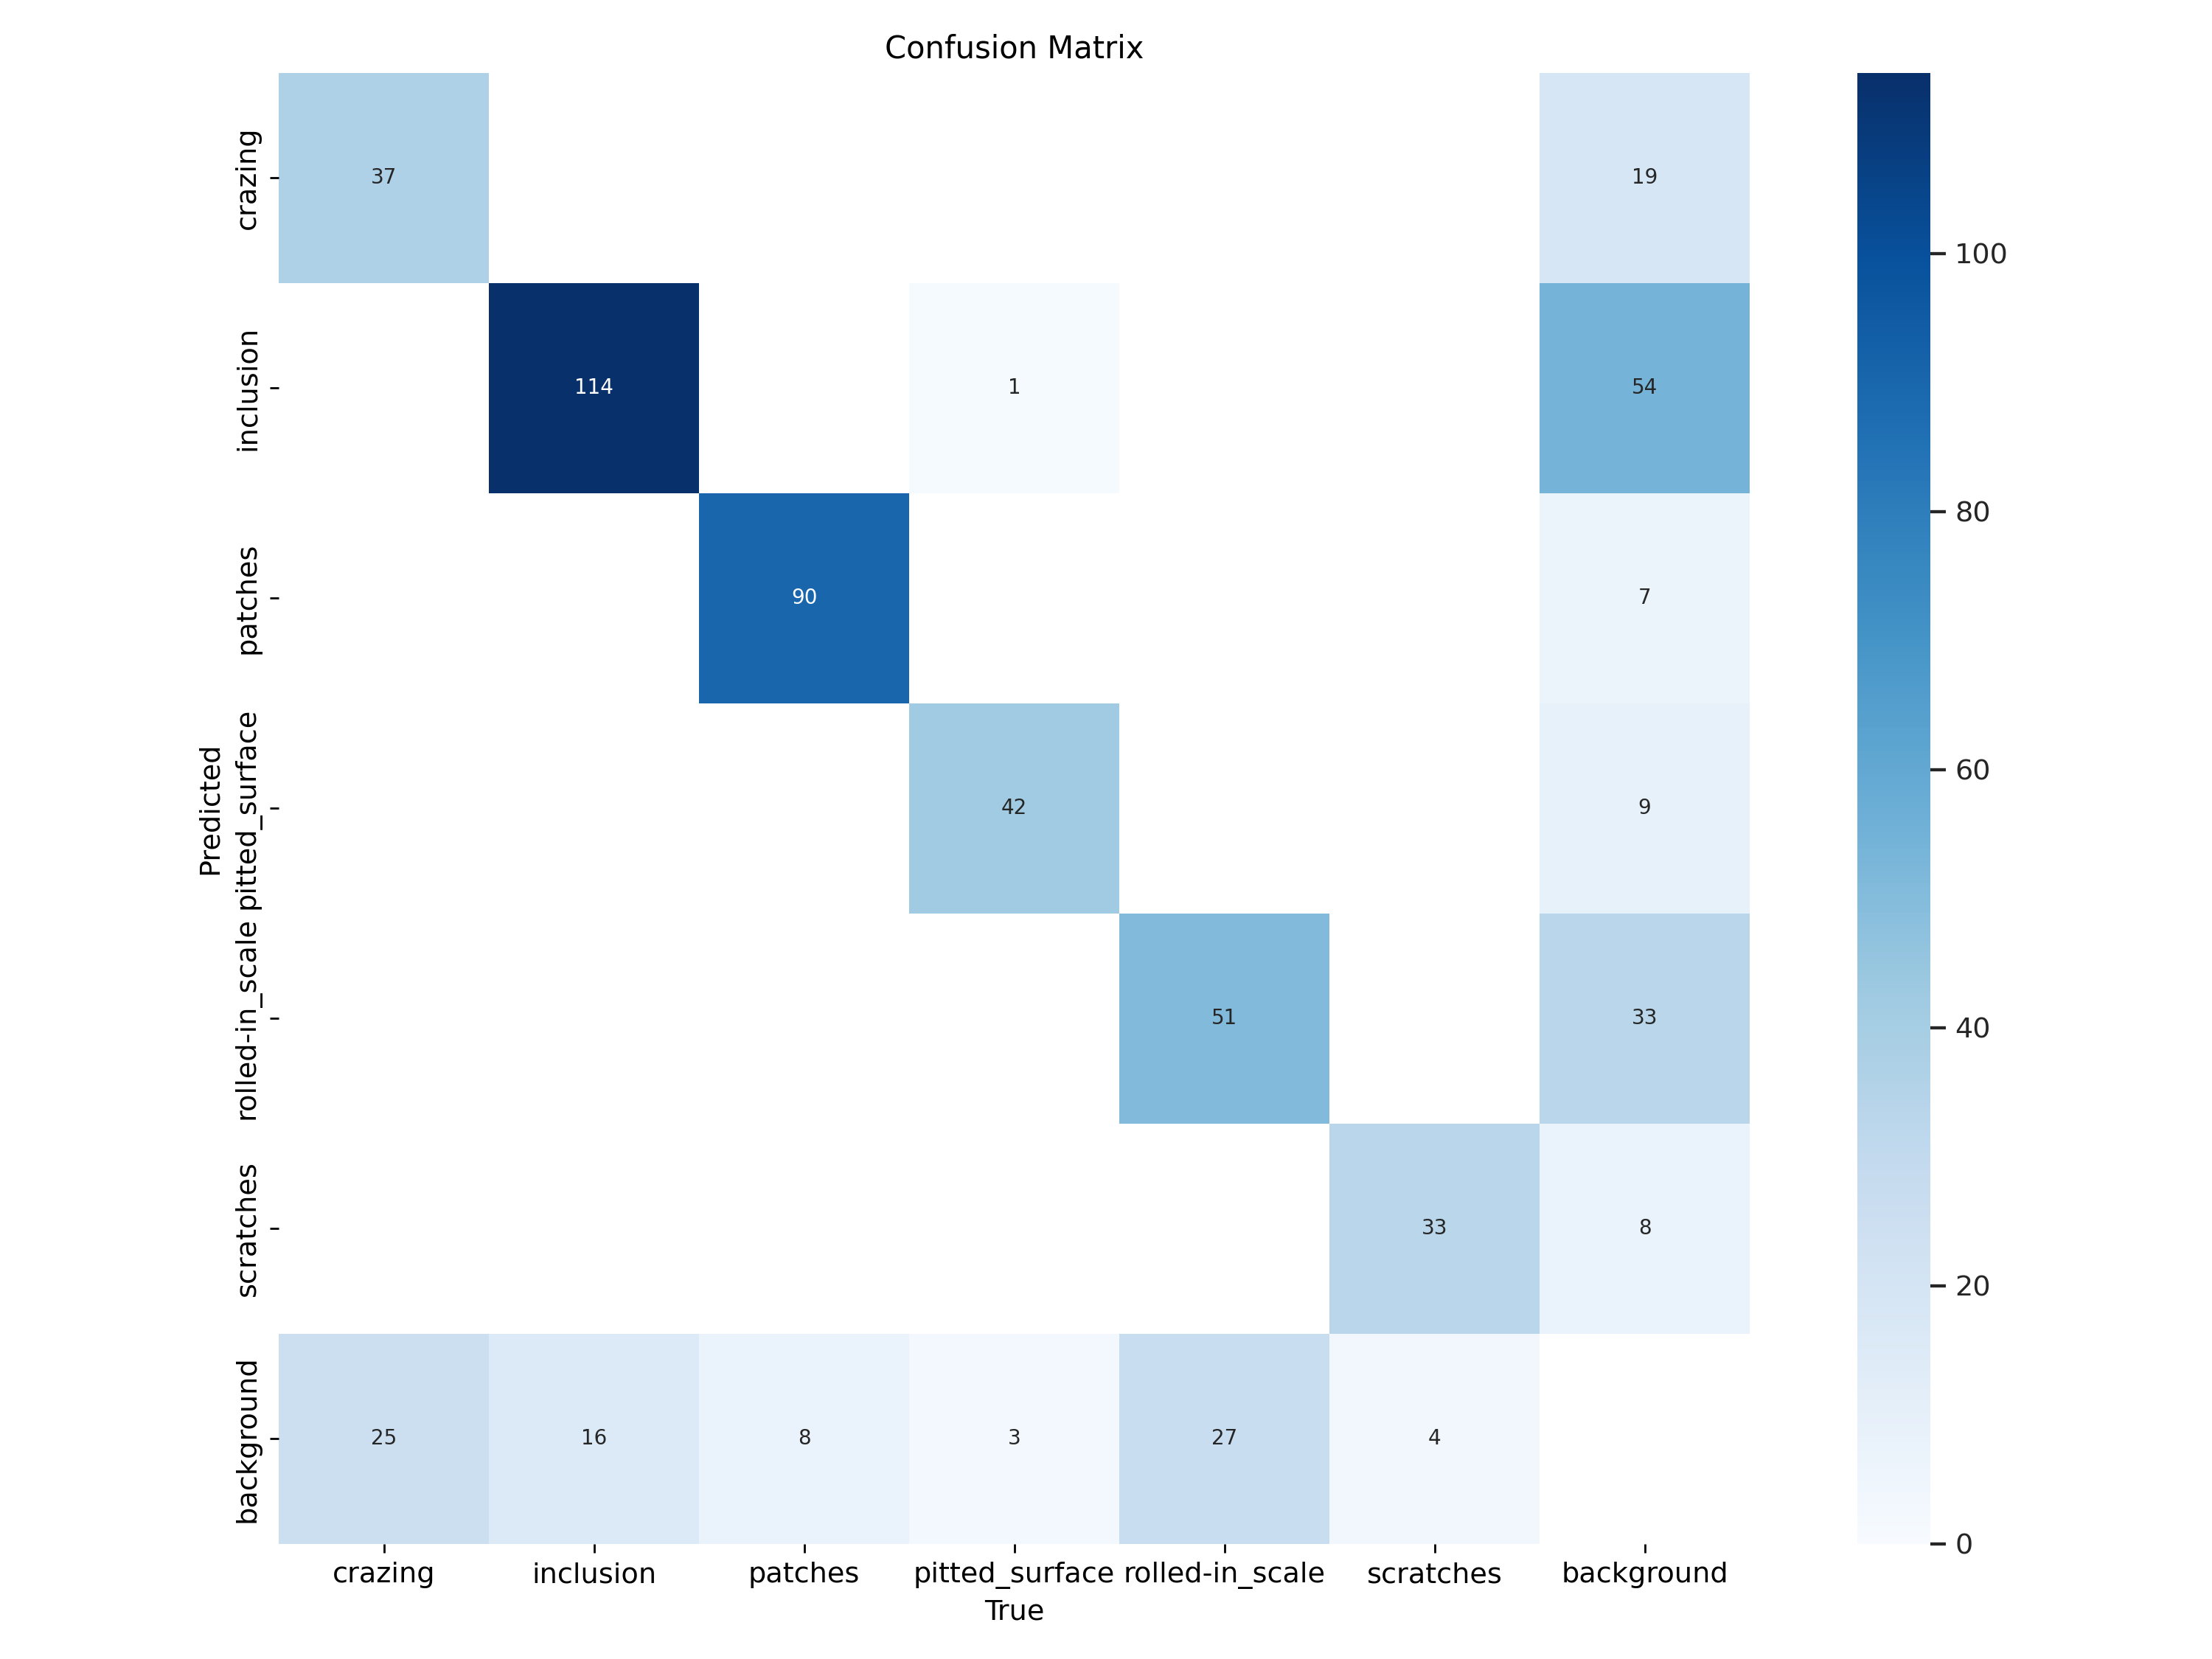 Confusion Matrix
crazing
37
19
100
inclusion
114
1
54
80
patches
90
7
60
Predicted
pitted_surface
42
9
40
rolled-in_scale
51
33
scratches
33
8
20
background
25
16
8
3
27
4
0
crazing
inclusion
patches
pitted_surface
rolled-in_scale
scratches
background
True